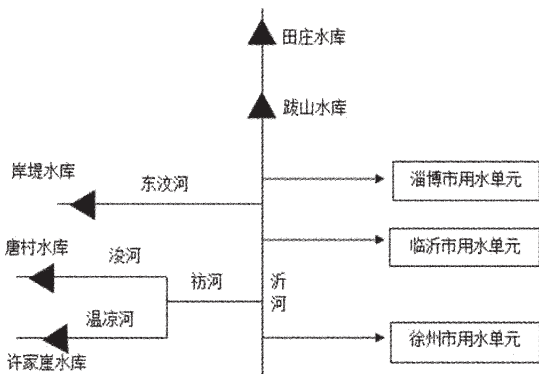 田庄水库
跋山水库
岸堤水库
东汶河
淄博市用水单元
唐村水库
浚河
临沂市用水单元
祊河
沂
河
温凉河
许家崖水库
徐州市用水单元